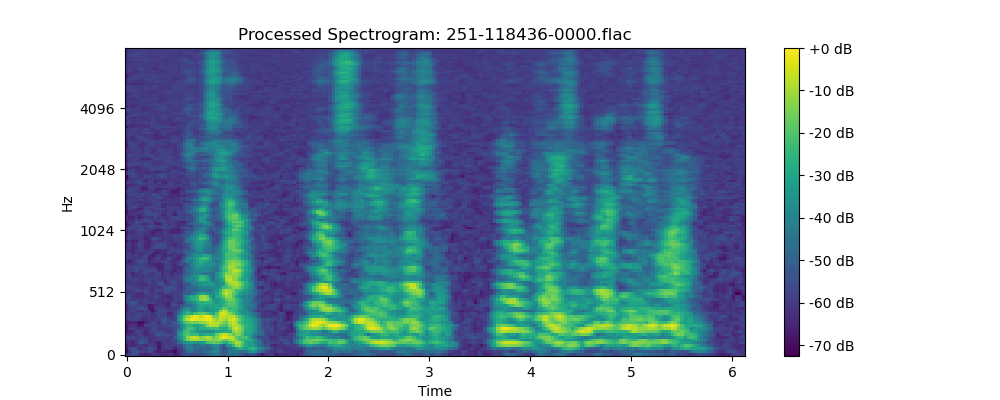 Processed Spectrogram: 251-118436-0000.flac
Hz
4096
2048
1024
512
0
0 1 2 3 4 5 6
Time
+0 dB
-10 dB
-20 dB
-30 dB
-40 dB
-50 dB
-60 dB
-70 dB